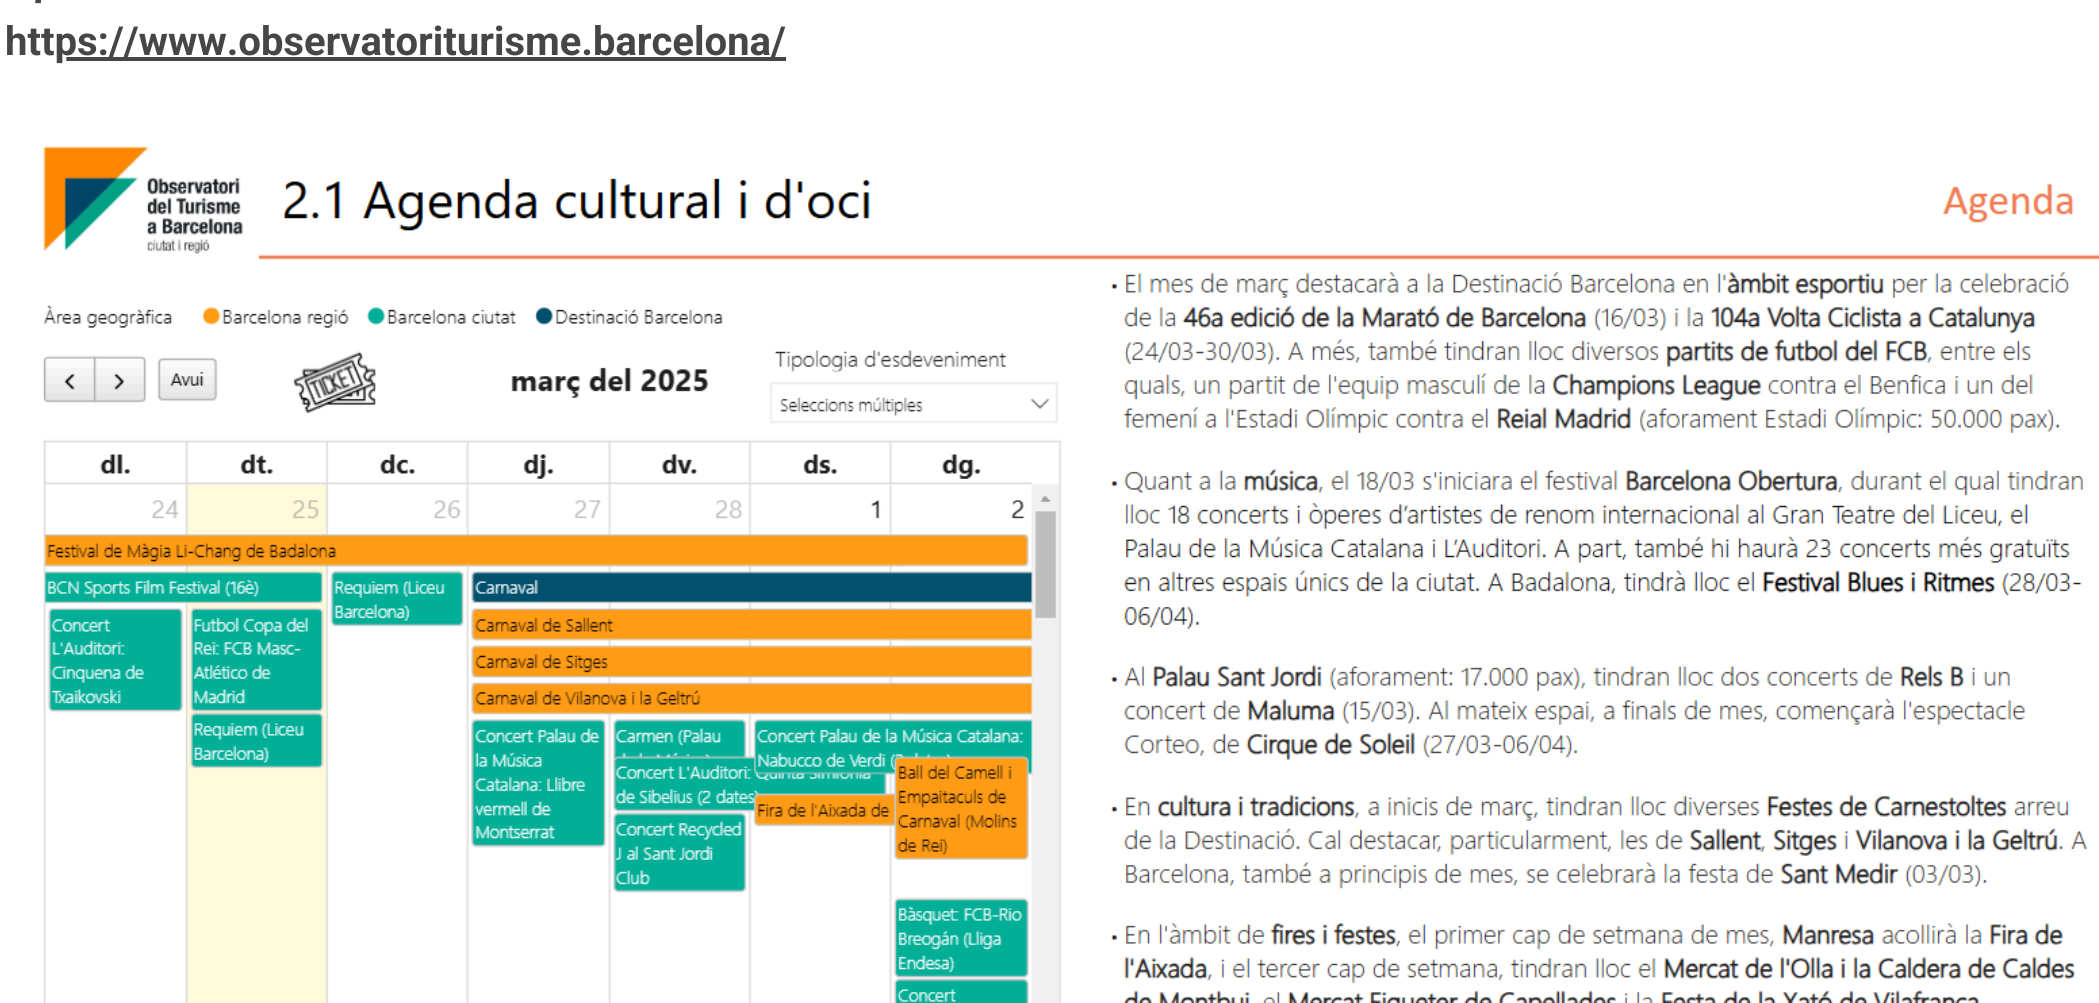 https://www.observatoriturisme.barcelona/
Observatori
del Turisme
a Barcelona
ciutat i regió
2.1 Agenda cultural i d'oci
Agenda
Àrea geogràfica
Barcelona regió
Barcelona ciutat
Destinació Barcelona
Avui
TICKET
març del 2025
Tipologia d'esdeveniment
Seleccions múltiples
dl. dt. dc. dj. dv. ds. dg.
24 25 26 27 28 1 2
Festival de Màgia Li-Chang de Badalona
BCN Sports Film Festival (16è)
Requiem (Liceu
Barcelona)
Carnaval
Carnaval de Sallent
Carnaval de Sitges
Carnaval de Vilanova i la Geltrú
Concert
L'Auditori:
Cinquena de
Txaikovski
Futbol Copa del
Rei: FCB Masc-
Atlético de
Madrid
Requiem (Liceu
Barcelona)
Concert Palau de
la Música
Catalana: Llibre
vermell de
Montserrat
Carmen (Palau
Concert L'Auditori: Quinta Simfonia
de Sibelius (2 dates)
Concert Recycled
J al Sant Jordi
Club
Concert Palau de la Música Catalana:
Nabucco de Verdi
Fira de l'Aixada de
Ball del Camell i
Empaitaculs de
Carnaval (Molins
de Rei)
Bàsquet: FCB-Rio
Breogán (Lliga
Endesa)
Concert
• El mes de març destacarà a la Destinació Barcelona en l'àmbit esportiu per la celebració
de la 46a edició de la Marató de Barcelona (16/03) i la 104a Volta Ciclista a Catalunya
(24/03-30/03). A més, també tindran lloc diversos partits de futbol del FCB, entre els
quals, un partit de l'equip masculí de la Champions League contra el Benfica i un del
femení a l'Estadi Olímpic contra el Reial Madrid (aforament Estadi Olímpic: 50.000 pax).
• Quant a la música, el 18/03 s'iniciara el festival Barcelona Obertura, durant el qual tindran
lloc 18 concerts i òperes d’artistes de renom internacional al Gran Teatre del Liceu, el
Palau de la Música Catalana i L’Auditori. A part, també hi haurà 23 concerts més gratuïts
en altres espais únics de la ciutat. A Badalona, tindrà lloc el Festival Blues i Ritmes (28/03-
06/04).
• Al Palau Sant Jordi (aforament: 17.000 pax), tindran lloc dos concerts de Rels B i un
concert de Maluma (15/03). Al mateix espai, a finals de mes, començarà l'espectacle
Corteo, de Cirque de Soleil (27/03-06/04).
• En cultura i tradicions, a inicis de març, tindran lloc diverses Festes de Carnestoltes arreu
de la Destinació. Cal destacar, particularment, les de Sallent, Sitges i Vilanova i la Geltrú. A
Barcelona, també a principis de mes, se celebrarà la festa de Sant Medir (03/03).
• En l'àmbit de fires i festes, el primer cap de setmana de mes, Manresa acollirà la Fira de
l'Aixada, i el tercer cap de setmana, tindran lloc el Mercat de l'Olla i la Caldera de Caldes
de Montbui, el Mercat Figueter de Capellades i la Festa de la Xató de Vilafranca